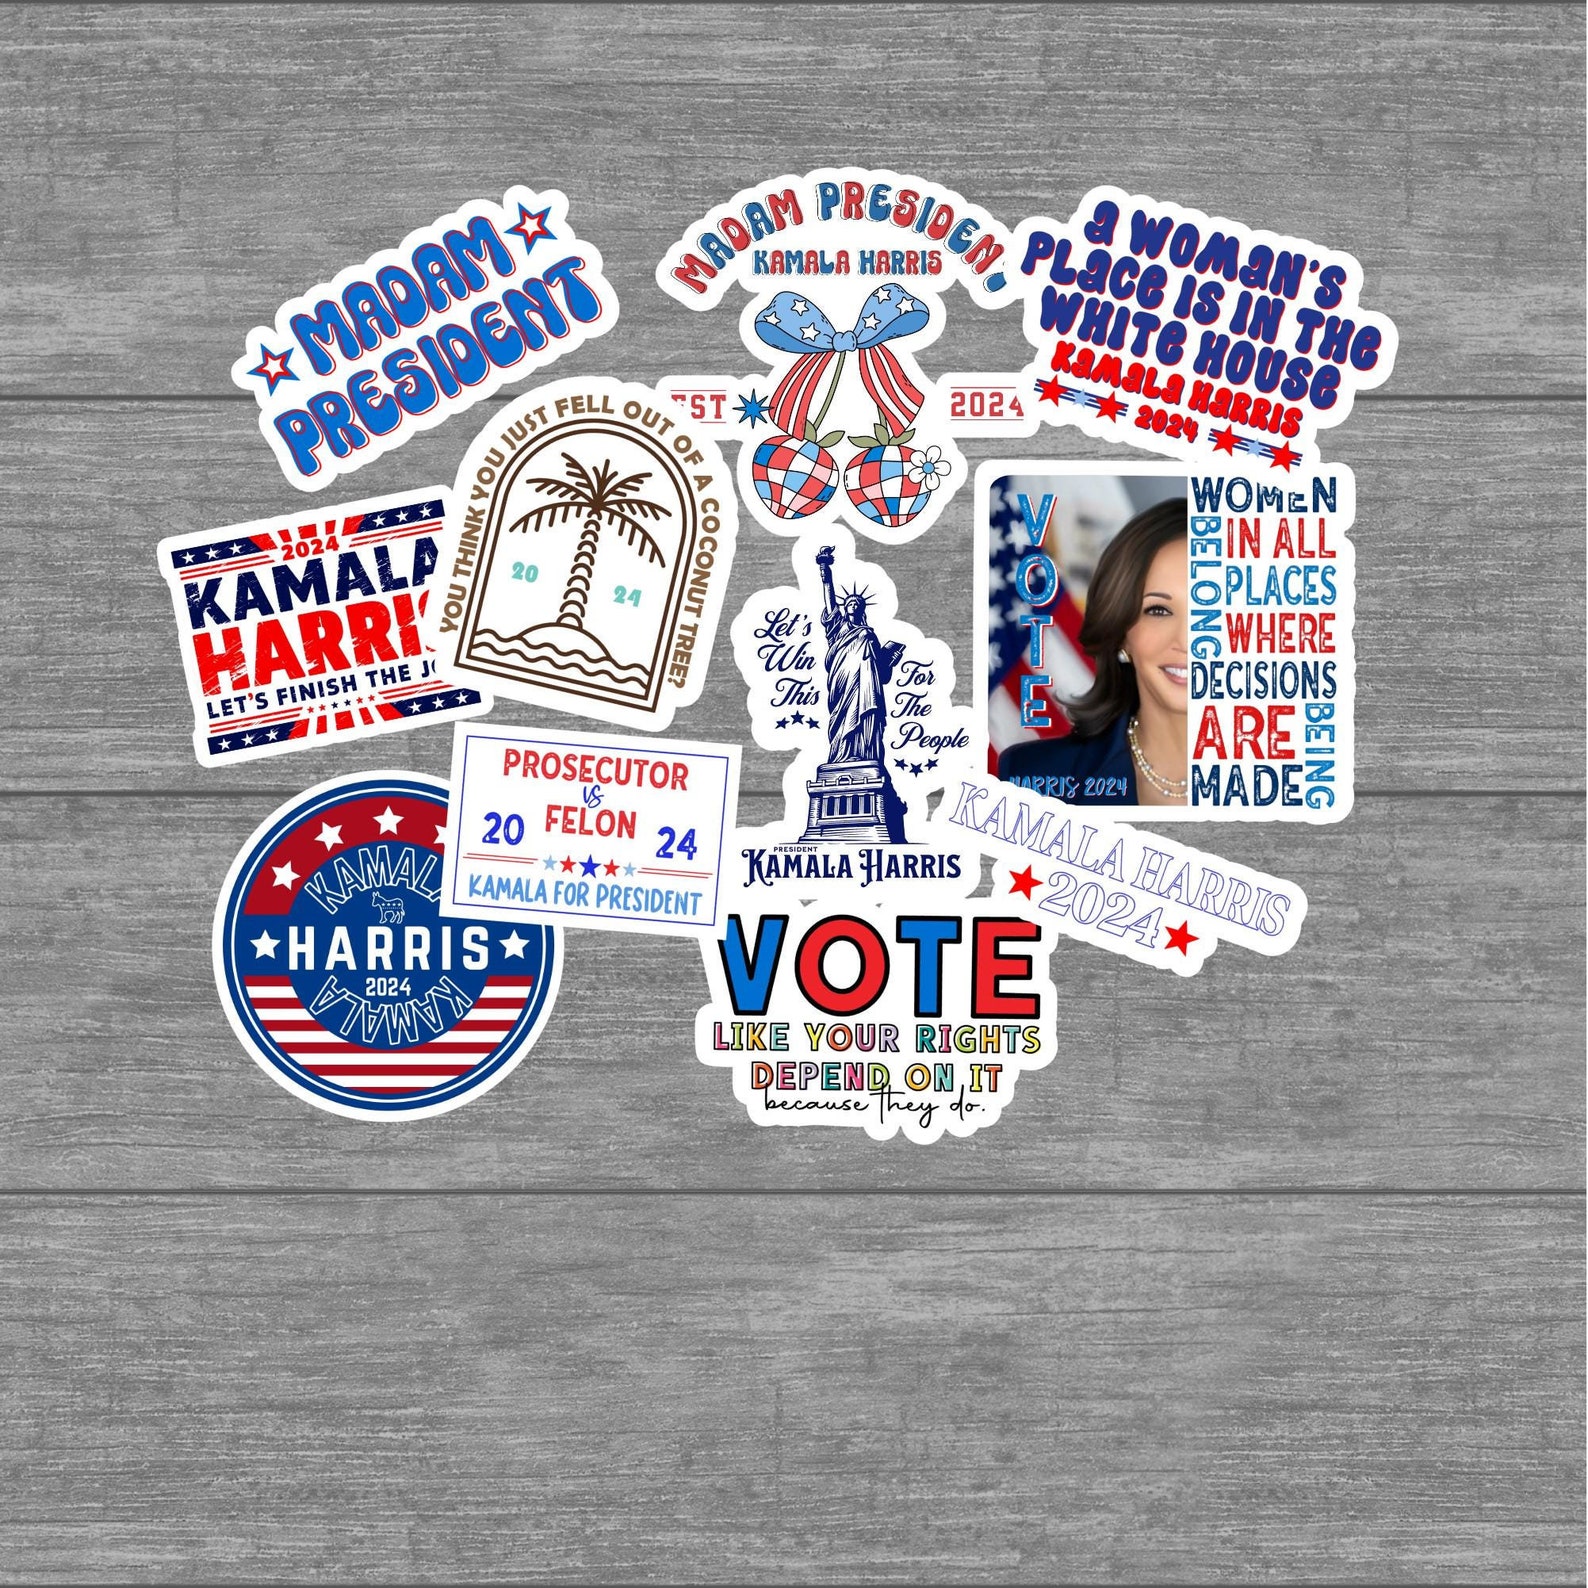 MADAM
PRESIDENT
MADAM PRESIDEN
KAMALA HARRIS
EST
2024
A WOMAN'S
PLACE IS IN THE
WHITE HOUSE
KAMALA HARRIS
2024
2024
KAMALA
HARRI
LET'S FINISH THE JO
YOU THINK YOU JUST FELL OUT OF A COCONUT TREE?
20
24
Let's
Win
This
For
The
People
PRESIDENT
KAMALA HARRIS
VOTE
HARRIS 2024
WOMEN
BELONG
IN ALL
PLACES
WHERE
DECISIONS
ARE
BEING
MADE
PROSECUTOR
vs
FELON
20
24
KAMALA FOR PRESIDENT
KAMALA HARRIS
2024
KAMALA
HARRIS
2024
KAMALA
VOTE
LIKE YOUR RIGHTS
DEPEND ON IT
because they do.